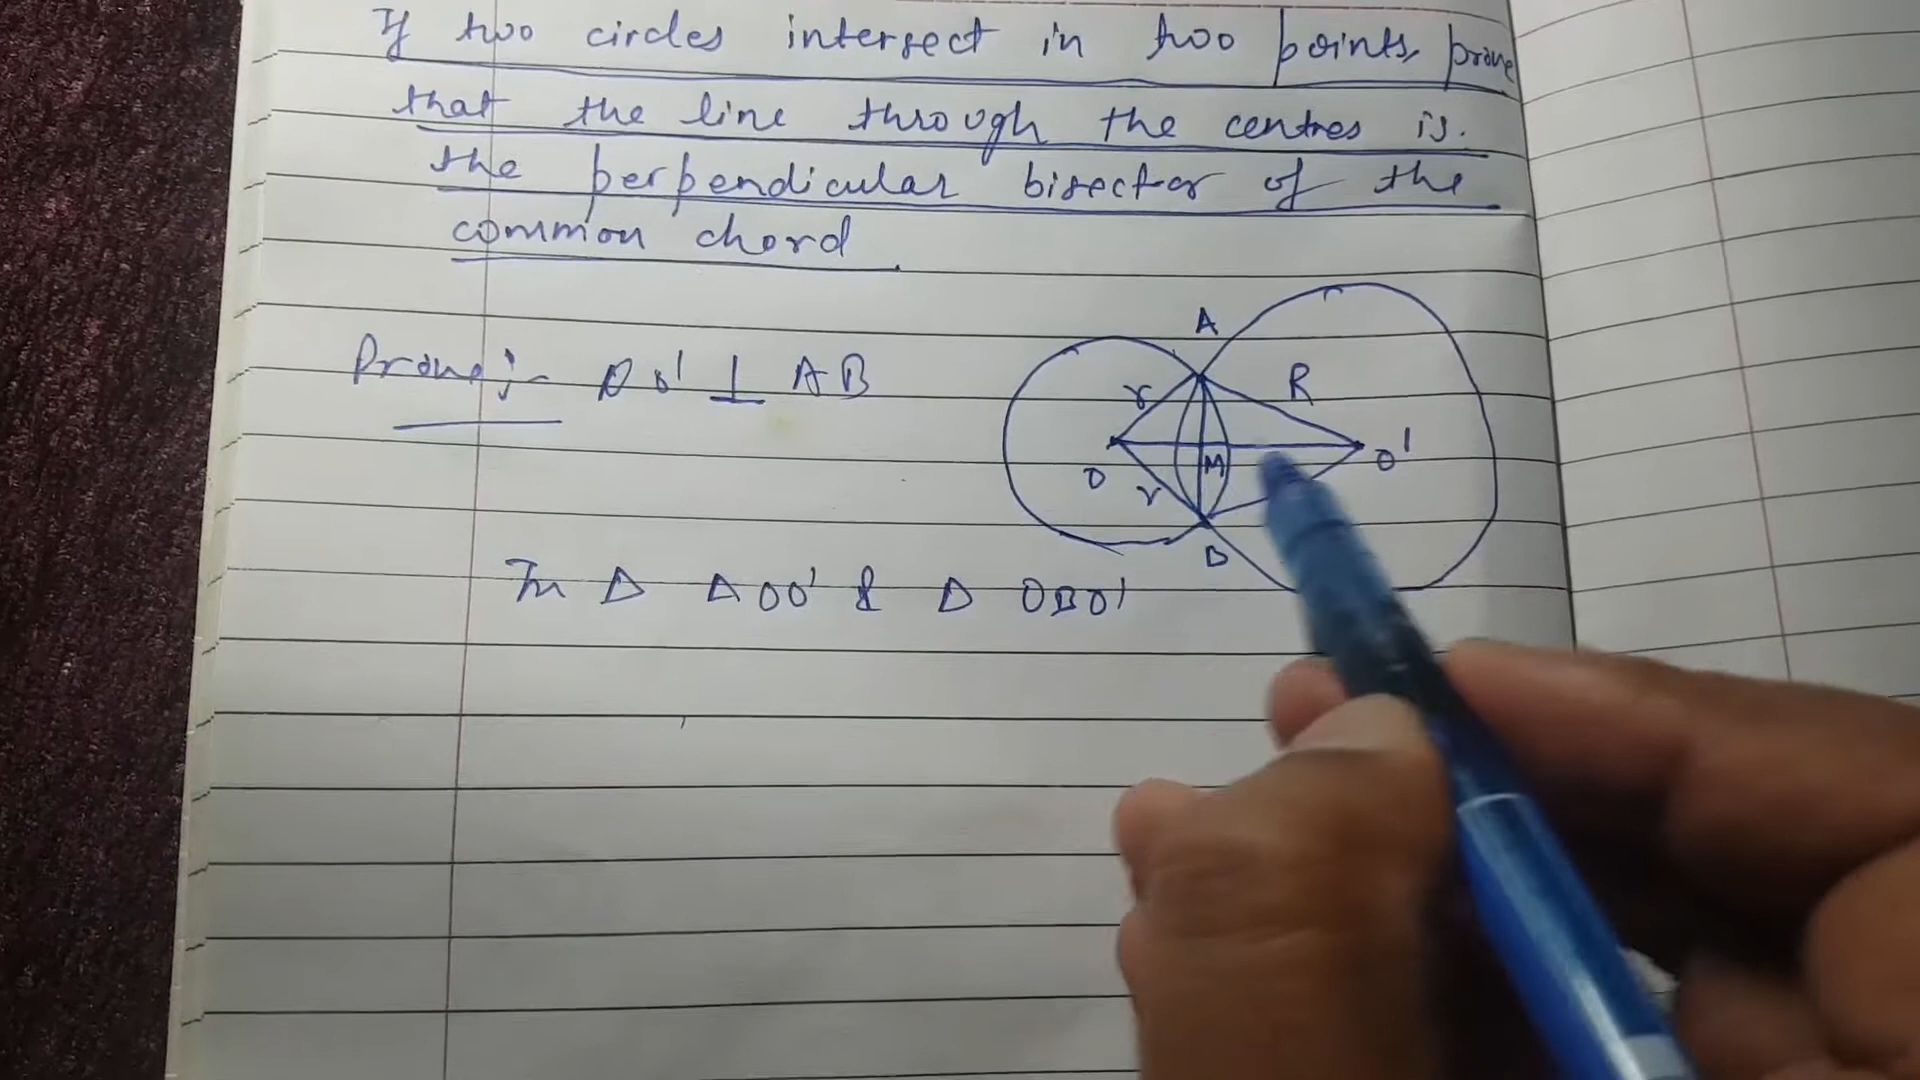 If two circles intersect in two points, prove
that the line through the centres is.
the perpendicular bisector of the
common chord.
Prove :- OO' ⊥ AB
A
r
R
O
M
O'
r
B
In Δ AOO' & Δ OBO'